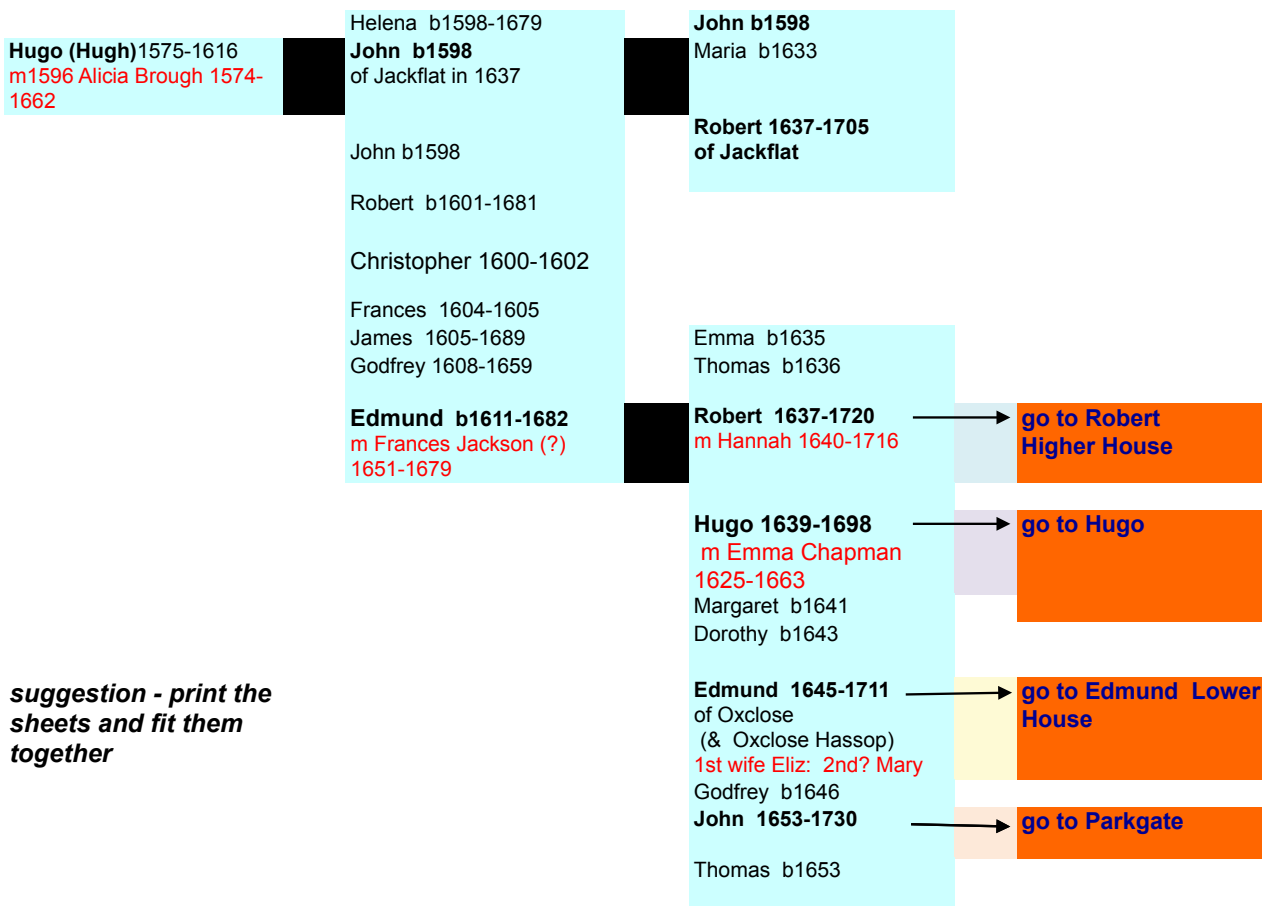 Hugo (Hugh)1575-1616
m1596 Alicia Brough 1574-
1662
Helena b1598-1679
John b1598
of Jackflat in 1637
John b1598
Robert b1601-1681
Christopher 1600-1602
Frances 1604-1605
James 1605-1689
Godfrey 1608-1659
Edmund b1611-1682
m Frances Jackson (?)
1651-1679
John b1598
Maria b1633
Robert 1637-1705
of Jackflat
Emma b1635
Thomas b1636
Robert 1637-1720
m Hannah 1640-1716
go to Robert
Higher House
Hugo 1639-1698
m Emma Chapman
1625-1663
go to Hugo
Margaret b1641
Dorothy b1643
Edmund 1645-1711
of Oxclose
(& Oxclose Hassop)
1st wife Eliz: 2nd? Mary
go to Edmund Lower
House
Godfrey b1646
John 1653-1730
go to Parkgate
Thomas b1653
suggestion - print the
sheets and fit them
together